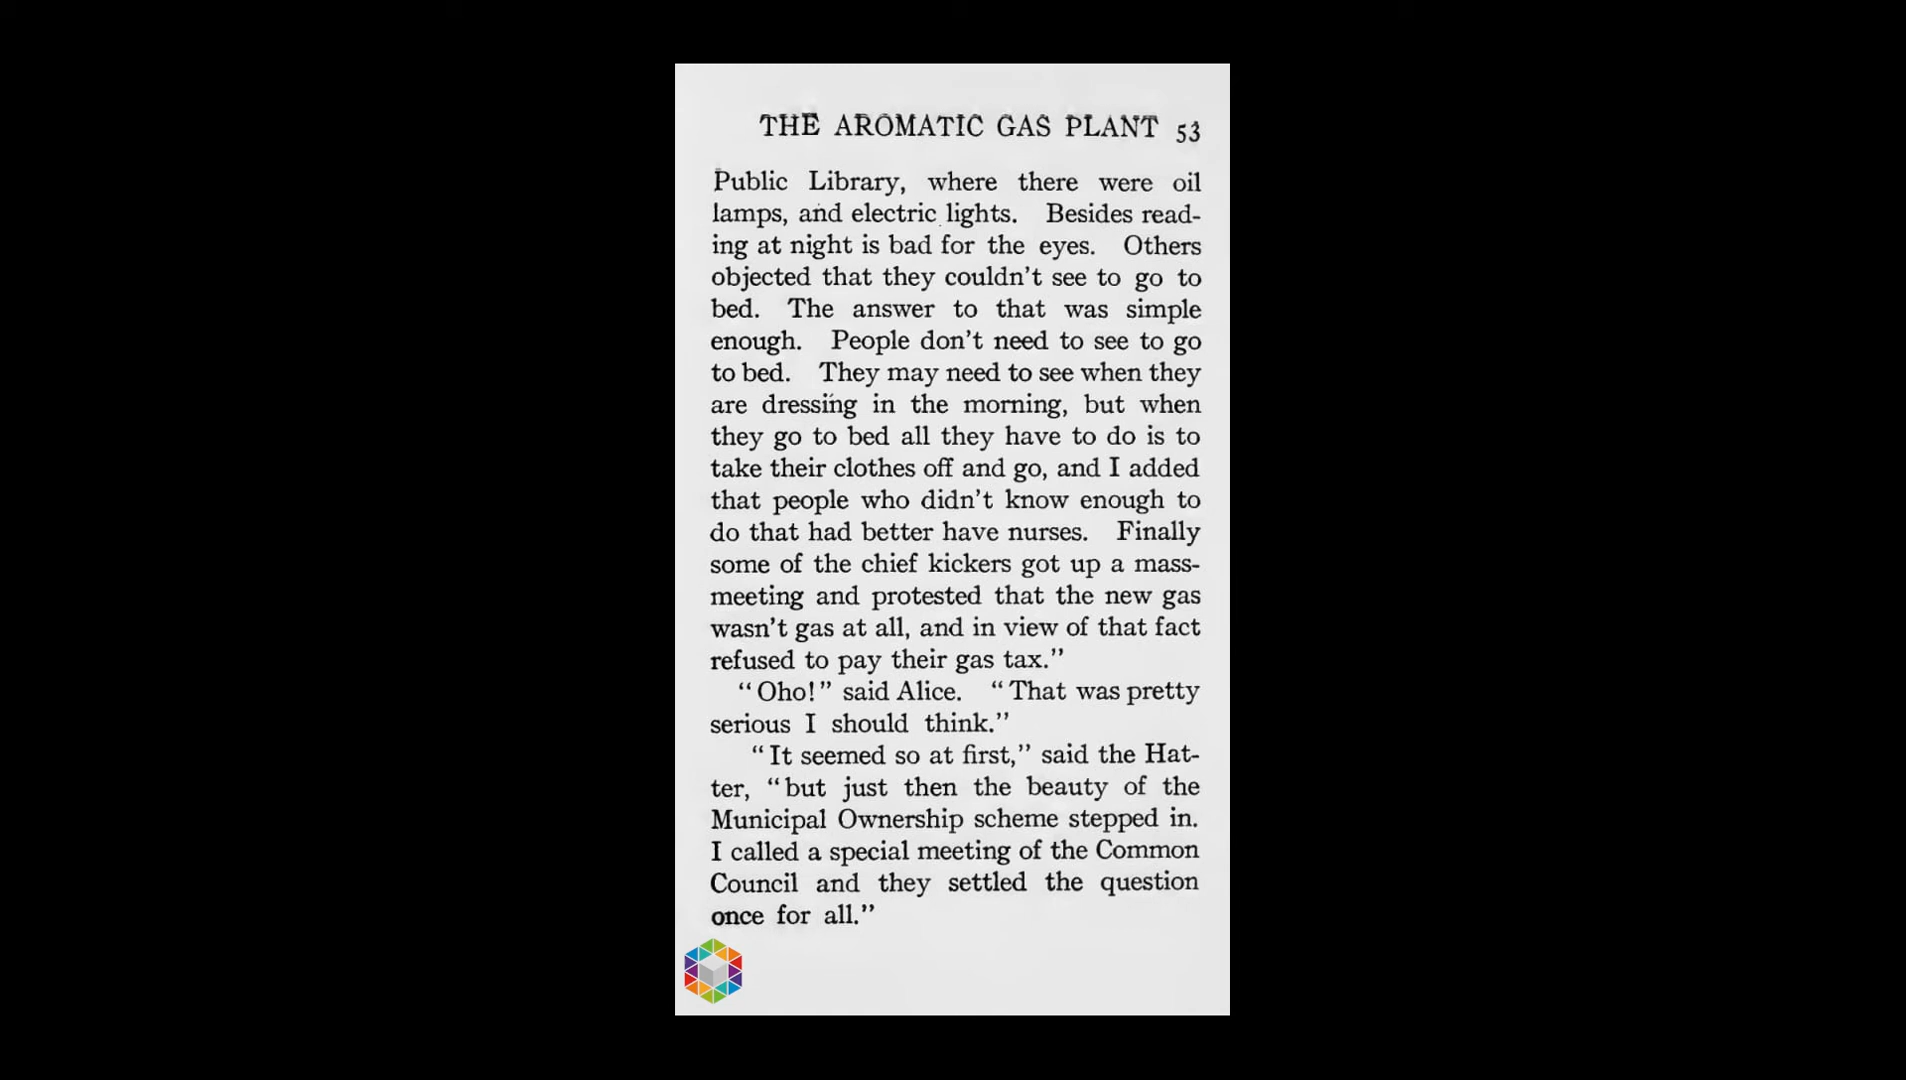 THE AROMATIC GAS PLANT 53
Public Library, where there were oil
lamps, and electric lights. Besides read-
ing at night is bad for the eyes. Others
objected that they couldn't see to go to
bed. The answer to that was simple
enough. People don't need to see to go
to bed. They may need to see when they
are dressing in the morning, but when
they go to bed all they have to do is to
take their clothes off and go, and I added
that people who didn't know enough to
do that had better have nurses. Finally
some of the chief kickers got up a mass-
meeting and protested that the new gas
wasn't gas at all, and in view of that fact
refused to pay their gas tax."
"Oho!" said Alice. "That was pretty
serious I should think."
"It seemed so at first," said the Hat-
ter, "but just then the beauty of the
Municipal Ownership scheme stepped in.
I called a special meeting of the Common
Council and they settled the question
once for all."